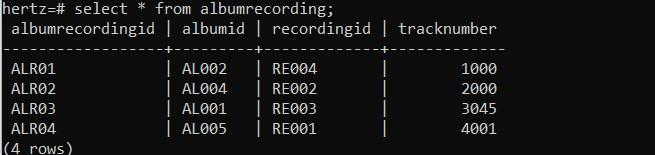 hertz=# select * from albumrecording;
albumrecordingid | albumid | recordingid | tracknumber
-----------------+---------+-------------+-------------
ALR01 | AL002 | RE004 | 1000
ALR02 | AL004 | RE002 | 2000
ALR03 | AL001 | RE003 | 3045
ALR04 | AL005 | RE001 | 4001
(4 rows)